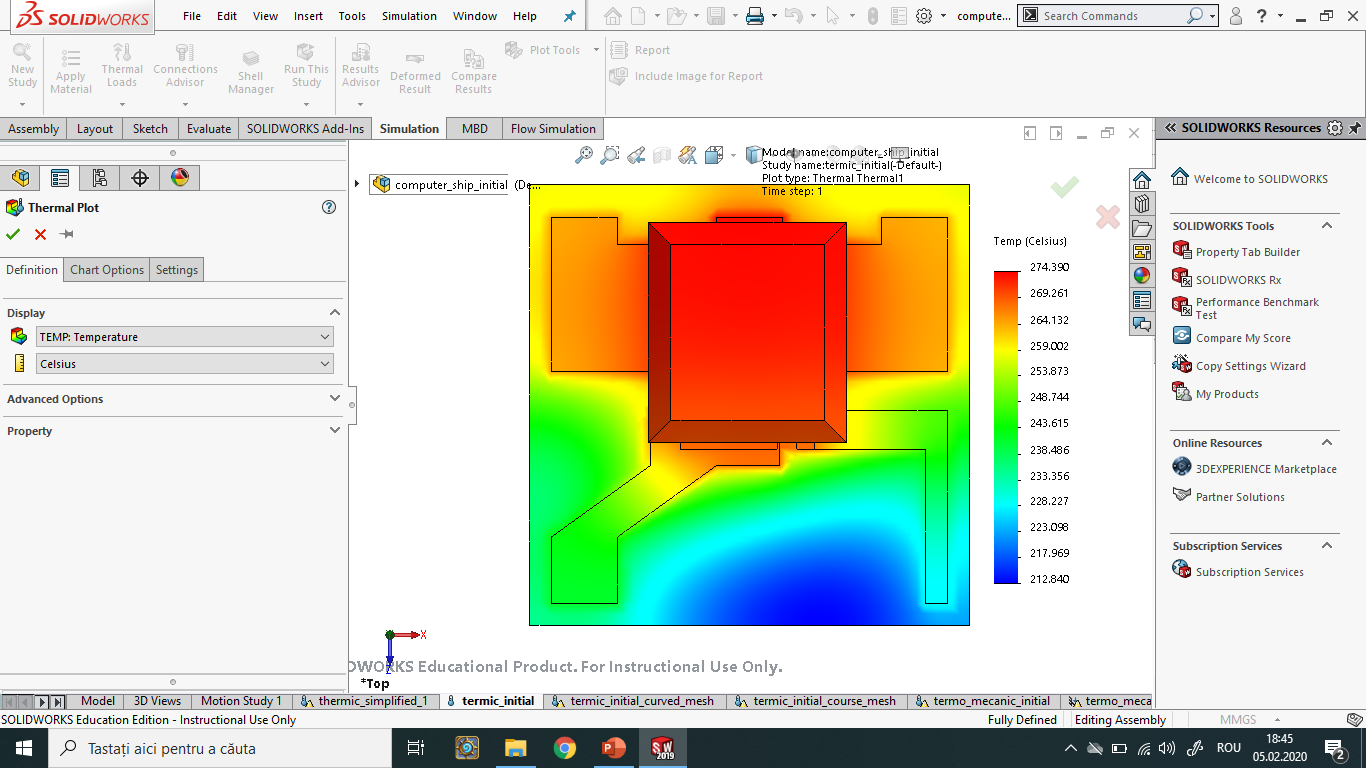 SOLIDWORKS
File Edit View Insert Tools Simulation Window Help
compute...
Search Commands
New Study
Apply Material
Thermal Loads
Connections Advisor
Shell Manager
Run This Study
Results Advisor
Deformed Result
Compare Results
Plot Tools
Report
Include Image for Report
Assembly Layout Sketch Evaluate SOLIDWORKS Add-Ins Simulation MBD Flow Simulation
Thermal Plot
Definition Chart Options Settings
Display
TEMP: Temperature
Celsius
Advanced Options
Property
computer_ship_initial (De...
Model name:computer_ship_initial
Study name:termic_initial(-Default-)
Plot type: Thermal Thermal1
Time step: 1
Temp (Celsius)
274.390
269.261
264.132
259.002
253.873
248.744
243.615
238.486
233.356
228.227
223.098
217.969
212.840
X
Z
*Top
DWORKS Educational Product. For Instructional Use Only.
SOLIDWORKS Resources
Welcome to SOLIDWORKS
SOLIDWORKS Tools
Property Tab Builder
SOLIDWORKS Rx
Performance Benchmark
Test
Compare My Score
Copy Settings Wizard
My Products
Online Resources
3DEXPERIENCE Marketplace
Partner Solutions
Subscription Services
Subscription Services
Model 3D Views Motion Study 1 thermic_simplified_1 termic_initial termic_initial_curved_mesh termic_initial_course_mesh termo_mecanic_initial termo_meca
SOLIDWORKS Education Edition - Instructional Use Only
Fully Defined Editing Assembly MMGS
Tastați aici pentru a căuta
SW 2019
ROU
18:45
05.02.2020
2